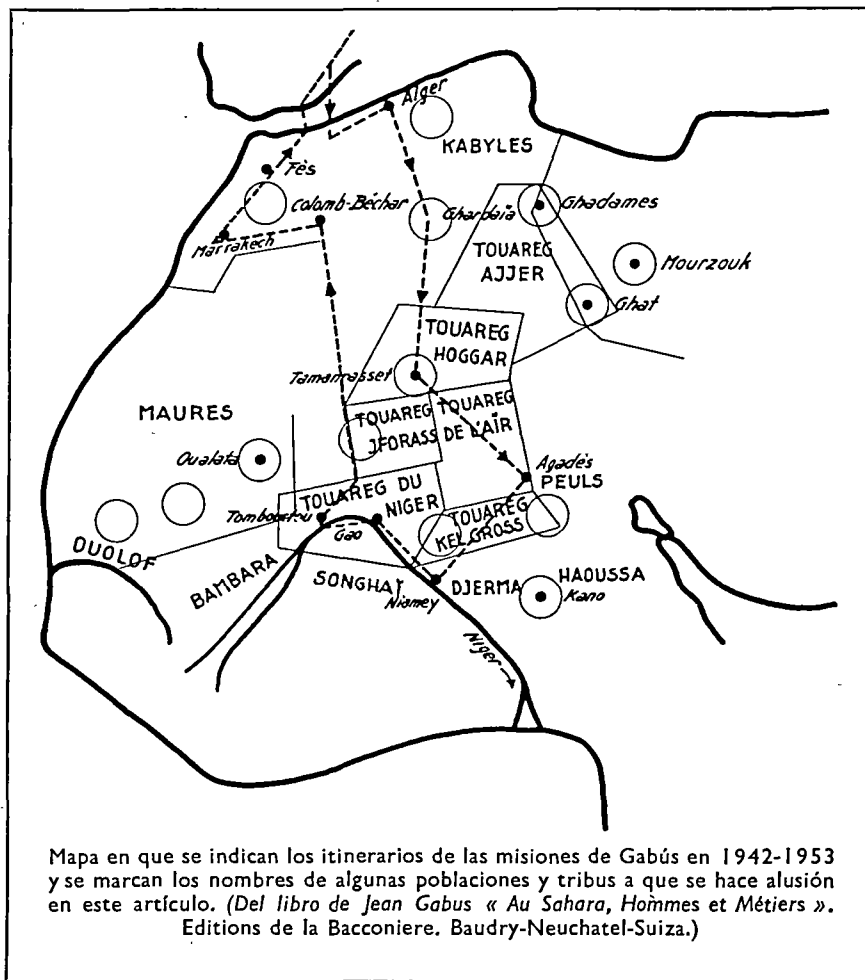 Alger
KABYLES
Fès
Colomb-Béchar
Ghardaïa
Ghadames
Marrakech
TOUAREG
AJJER
Mourzouk
Ghat
TOUAREG
HOGGAR
Tamanrasset
MAURES
TOUAREG
JFORASS
TOUAREG
DE L'AÏR
Oualata
Agadès
PEULS
TOUAREG DU
NIGER
Tombouctou
Gao
TOUAREG
KEL GROSS
OUOLOF
BAMBARA
SONGHAY
Niamey
DJERMA
HAOUSSA
Kano
Niger
Mapa en que se indican los itinerarios de las misiones de Gabús en 1942-1953
y se marcan los nombres de algunas poblaciones y tribus a que se hace alusión
en este artículo. (Del libro de Jean Gabus « Au Sahara, Hommes et Métiers ».
Editions de la Bacconiere. Baudry-Neuchatel-Suiza.)